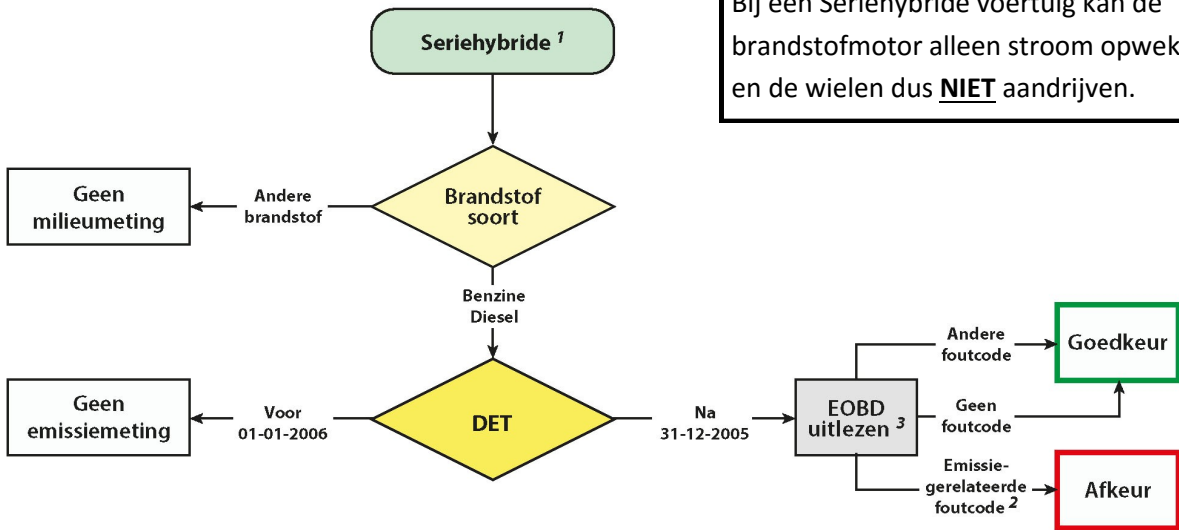 Bij een Seriehybride voertuig kan de
brandstofmotor alleen stroom opwek
en de wielen dus NIET aandrijven.
Seriehybride 1
Brandstof
soort
Andere
brandstof
Geen
milieumeting
Benzine
Diesel
DET
Voor
01-01-2006
Geen
emissiemeting
Na
31-12-2005
EOBD
uitlezen 3
Andere
foutcode
Goedkeur
Geen
foutcode
Emissie-
gerelateerde
foutcode 2
Afkeur